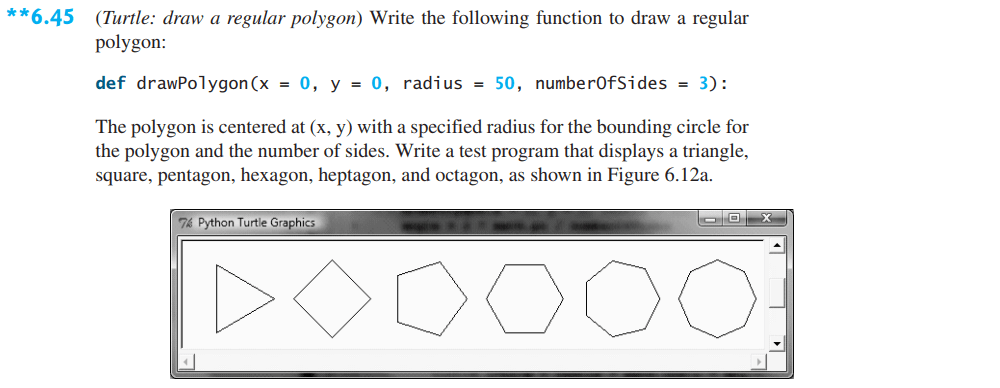 **6.45 (Turtle: draw a regular polygon) Write the following function to draw a regular
polygon:
def drawPolygon(x = 0, y = 0, radius = 50, numberOfSides = 3):
The polygon is centered at (x, y) with a specified radius for the bounding circle for
the polygon and the number of sides. Write a test program that displays a triangle,
square, pentagon, hexagon, heptagon, and octagon, as shown in Figure 6.12a.
Python Turtle Graphics